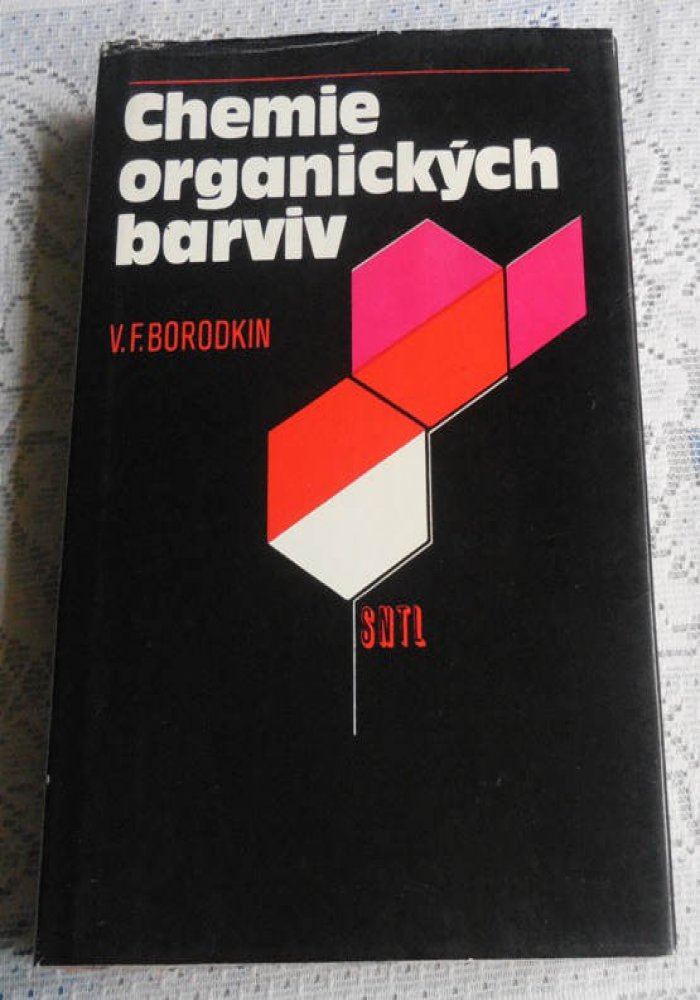 Chemie
organických
barviv
V. F. BORODKIN
SNTL